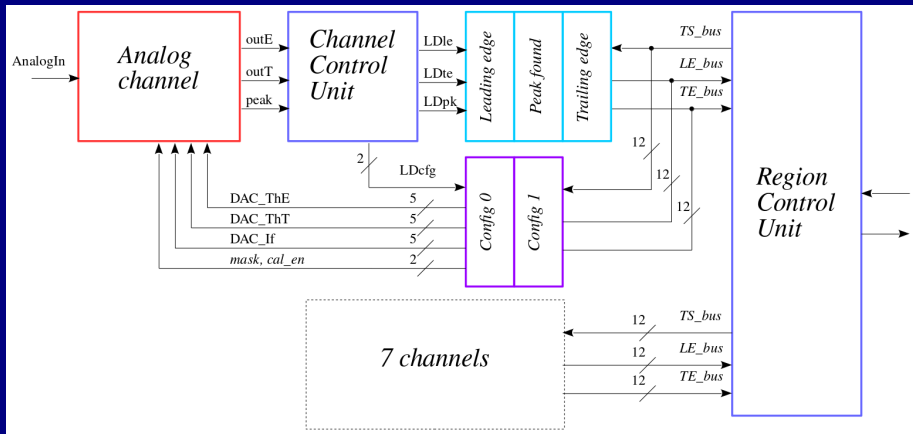 AnalogIn
Analog
channel
outE
outT
peak
Channel
Control
Unit
LDle
LDte
LDpk
Leading edge
Peak found
Trailing edge
TS_bus
LE_bus
TE_bus
12
12
12
2
LDcfg
DAC_ThE
5
DAC_ThT
5
DAC_If
5
mask, cal_en
2
Config 0
Config 1
Region
Control
Unit
7 channels
12
TS_bus
12
LE_bus
12
TE_bus